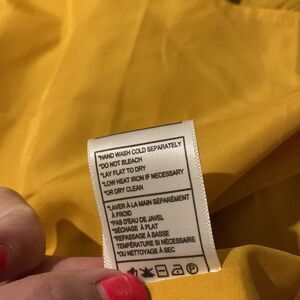 *HAND WASH COLD SEPARATELY
*DO NOT BLEACH
*LAY FLAT TO DRY
*LOW HEAT IRON IF NECESSARY
*OR DRY CLEAN
*LAVER À LA MAIN SÉPARÉMENT
À FROID
*PAS D'EAU DE JAVEL
*SÉCHAGE À PLAT
*REPASSAGE À BASSE
TEMPÉRATURE SI NÉCESSAIRE
*OU NETTOYAGE À SEC